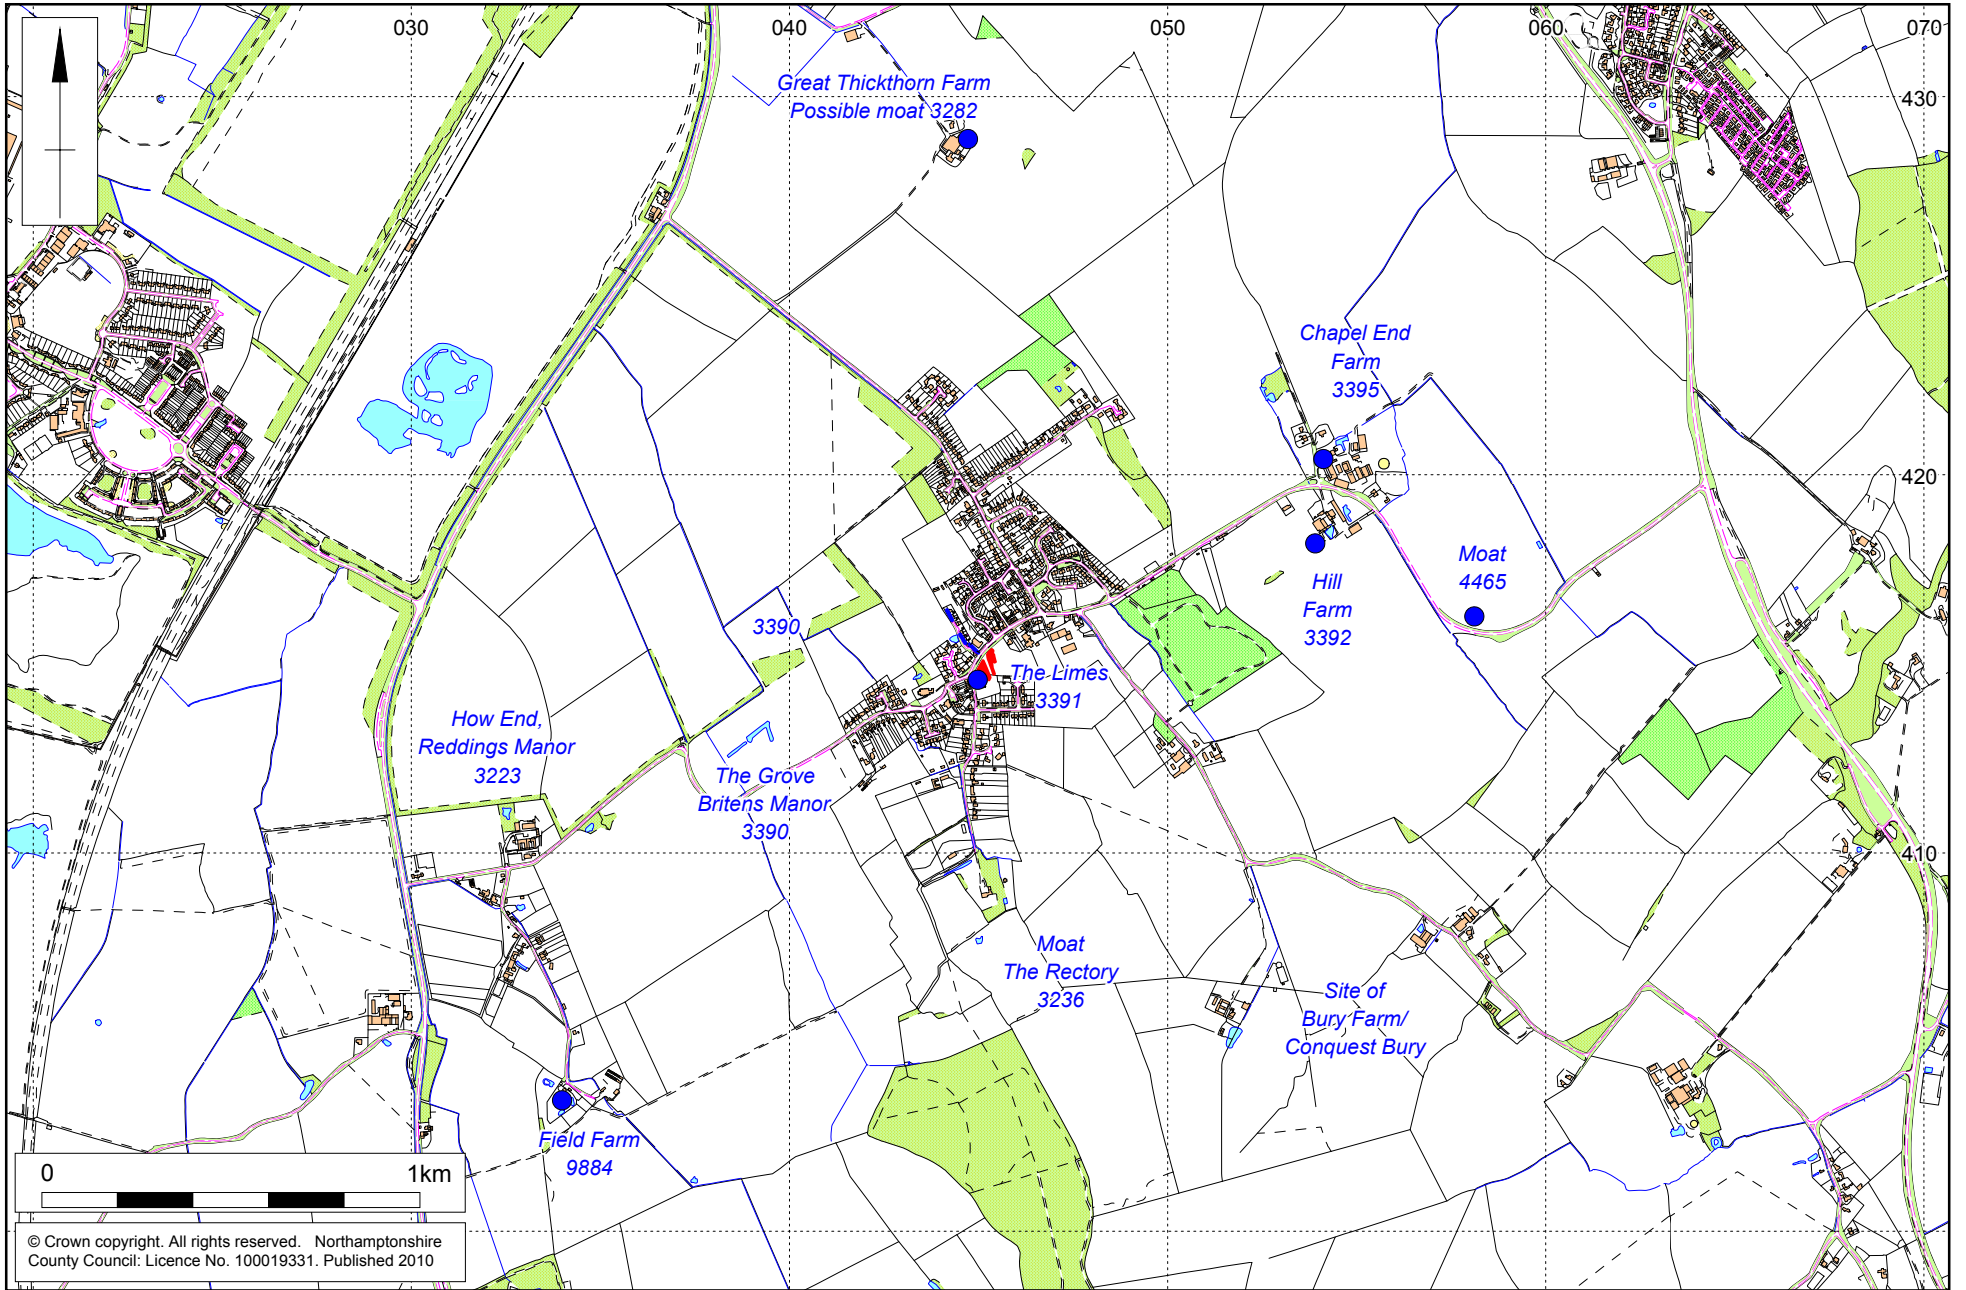 030
040
050
060
070
Great Thickthorn Farm
Possible moat 3282
430
Chapel End
Farm
3395
420
Moat
4465
Hill
Farm
3392
3390
The Limes
3391
How End,
Reddings Manor
3223
The Grove
Britens Manor
3390
410
Moat
The Rectory
3236
Site of
Bury Farm/
Conquest Bury
Field Farm
9884
0 1km
© Crown copyright. All rights reserved. Northamptonshire
County Council: Licence No. 100019331. Published 2010